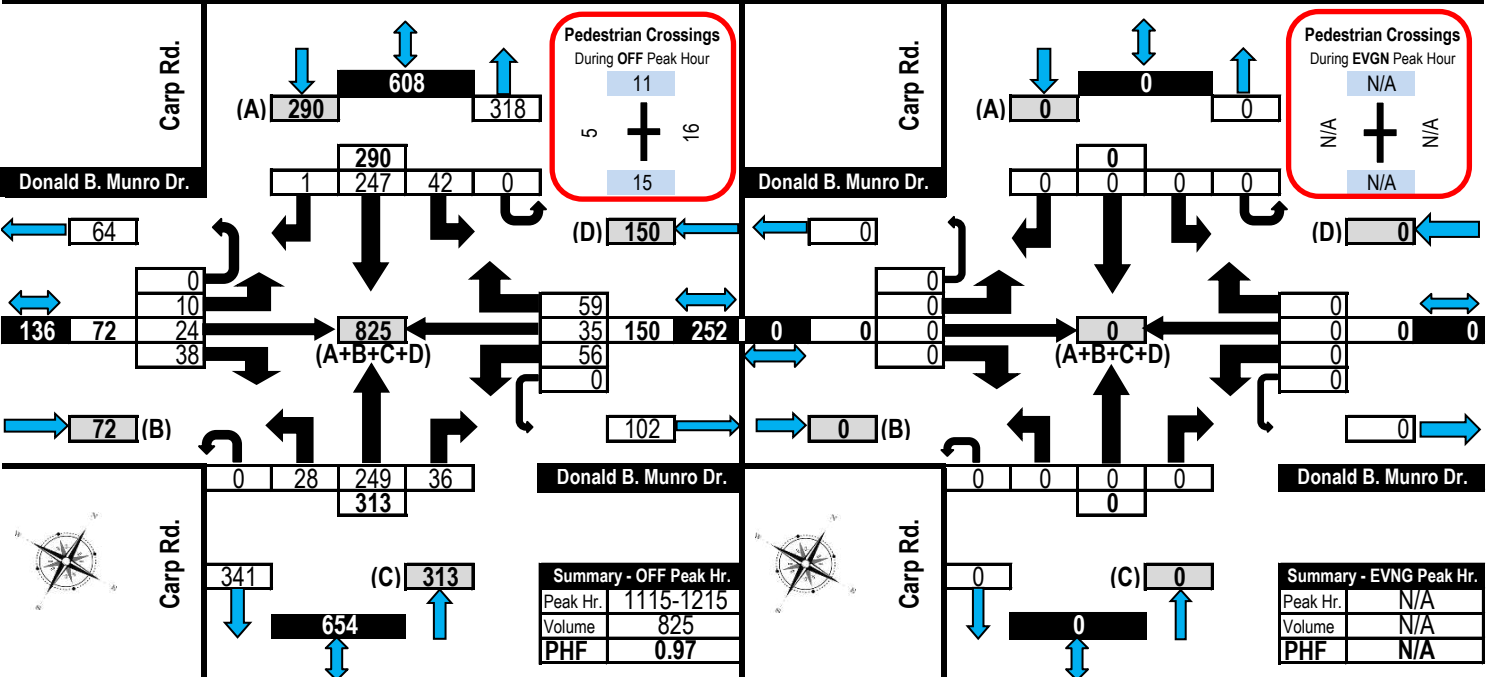 Carp Rd.
608
(A) 290
318
Pedestrian Crossings
During OFF Peak Hour
11
5
16
15
290
1 247 42 0
Donald B. Munro Dr.
64
(D) 150
0
10
24
38
136 72
825
(A+B+C+D)
59
35
56
0
150 252
72 (B)
102
0 28 249 36
313
Donald B. Munro Dr.
Carp Rd.
341
(C) 313
654
Summary - OFF Peak Hr.
Peak Hr. 1115-1215
Volume 825
PHF 0.97
Carp Rd.
0
(A) 0
0
Pedestrian Crossings
During EVGN Peak Hour
N/A
N/A
N/A
N/A
0
0 0 0 0
Donald B. Munro Dr.
0
(D) 0
0
0
0
0
0 0
0
(A+B+C+D)
0
0
0
0
0 0
0 (B)
0
0 0 0 0
0
Donald B. Munro Dr.
Carp Rd.
0
(C) 0
0
Summary - EVNG Peak Hr.
Peak Hr. N/A
Volume N/A
PHF N/A